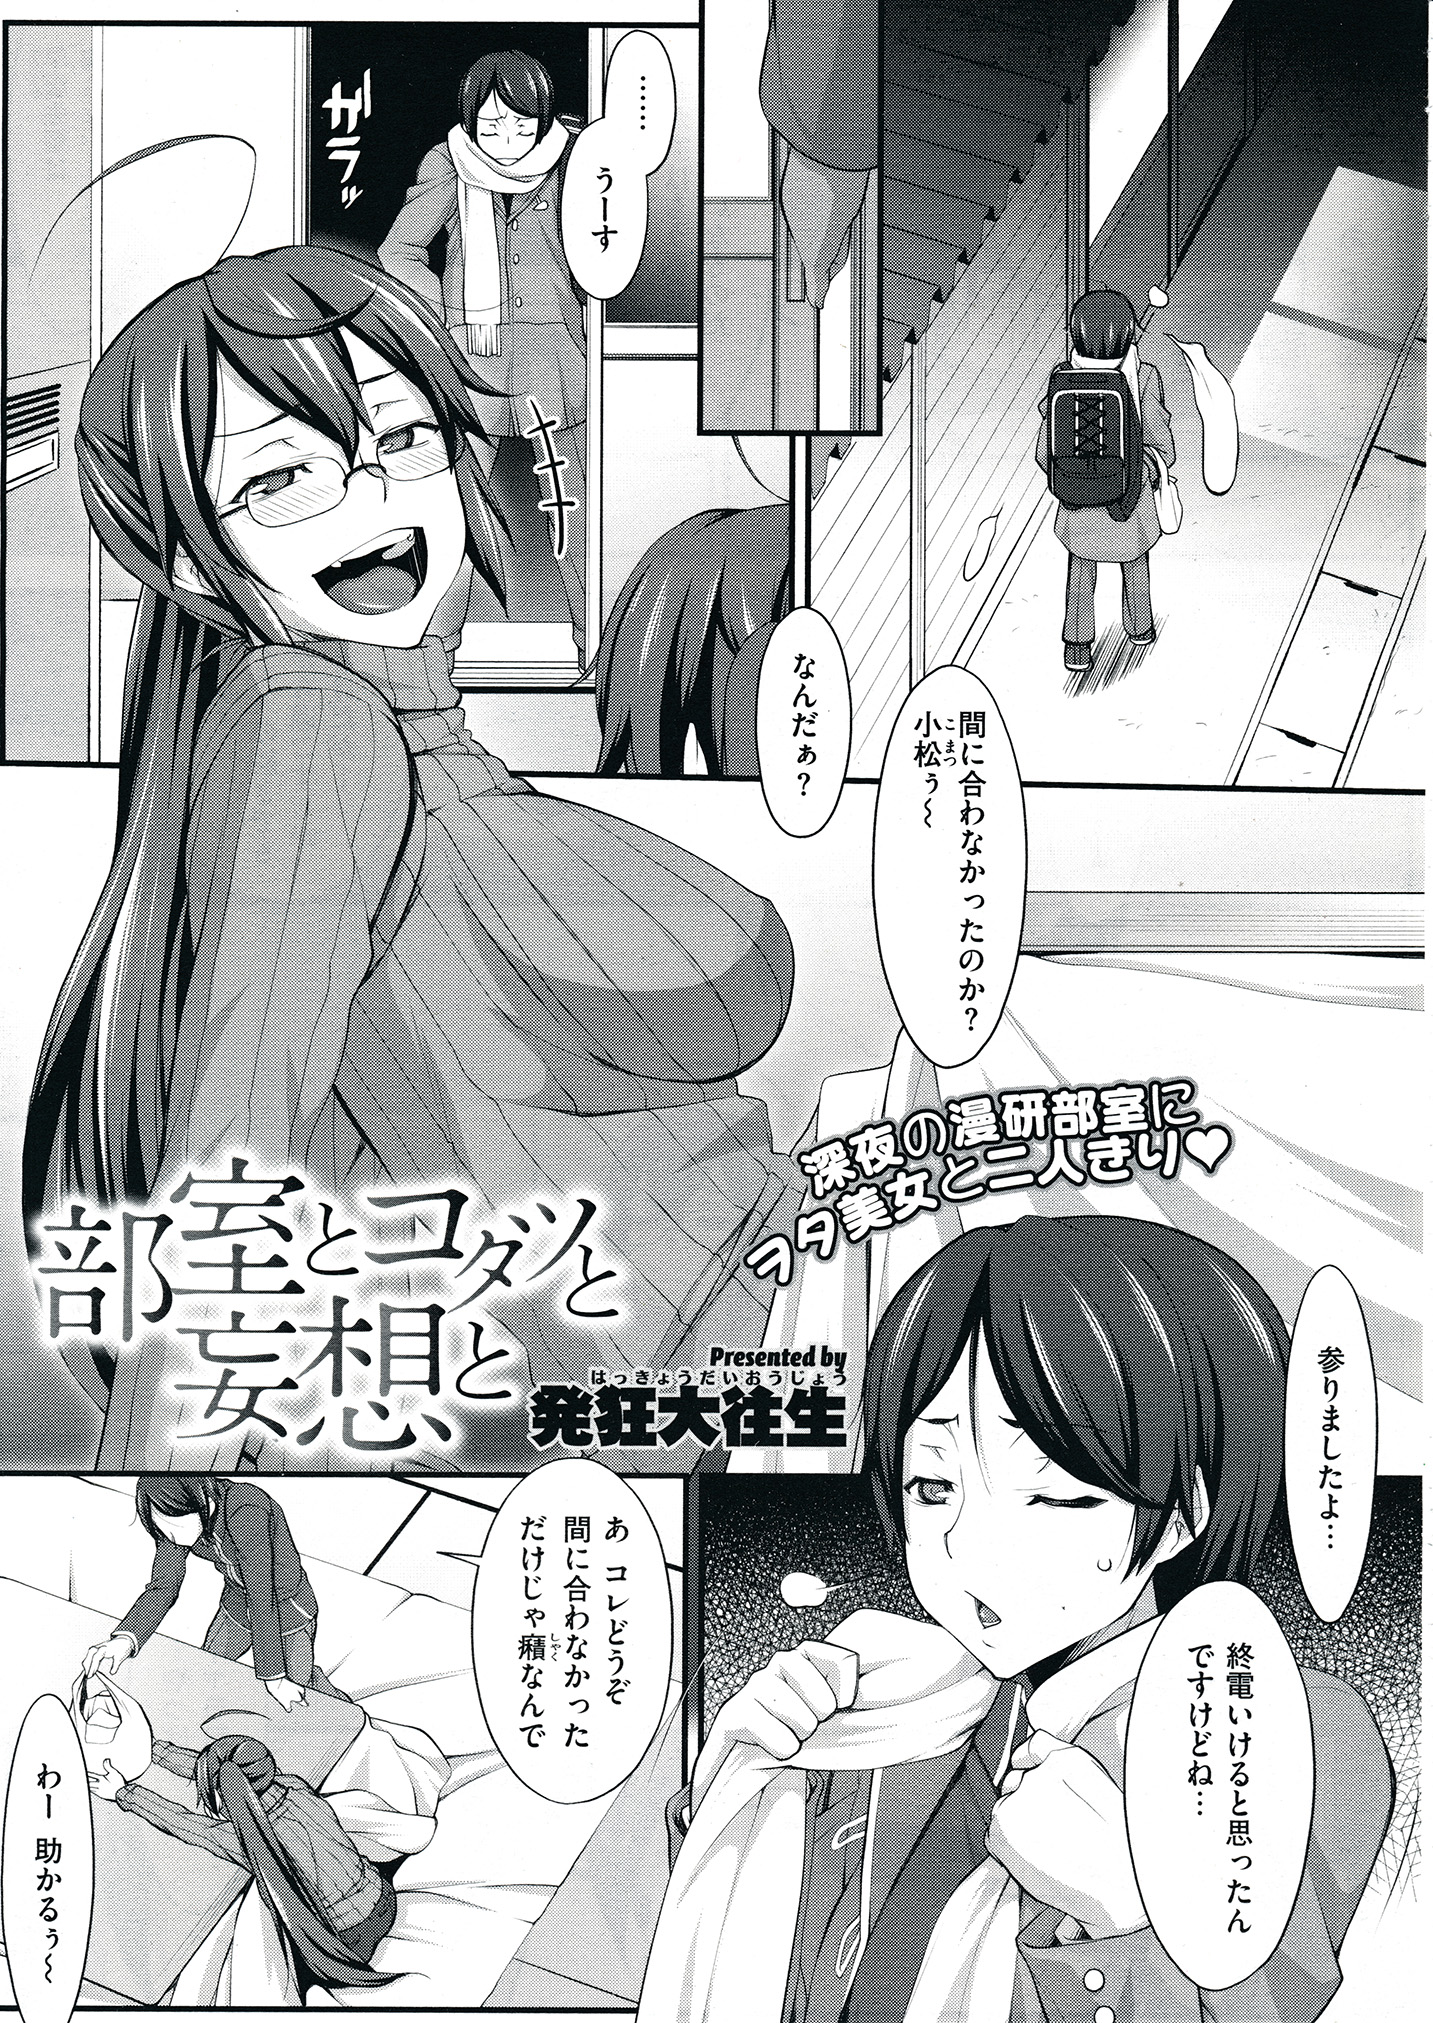 ……
うーす
ガラッ
なんだぁ?
間に合わなかったのか?
小松ぅ〜
こまつ
深夜の漫研部室に
ヲタ美女と二人きり♥
部室とコタツと
妄想と
Presented by
はっきょうだいおうじょう
発狂大往生
参りましたよ…
終電いけると思ったん
ですけどね…
あ コレどうぞ
間に合わなかった
だけじゃ癪なんで
しゃく
わー 助かるぅ〜